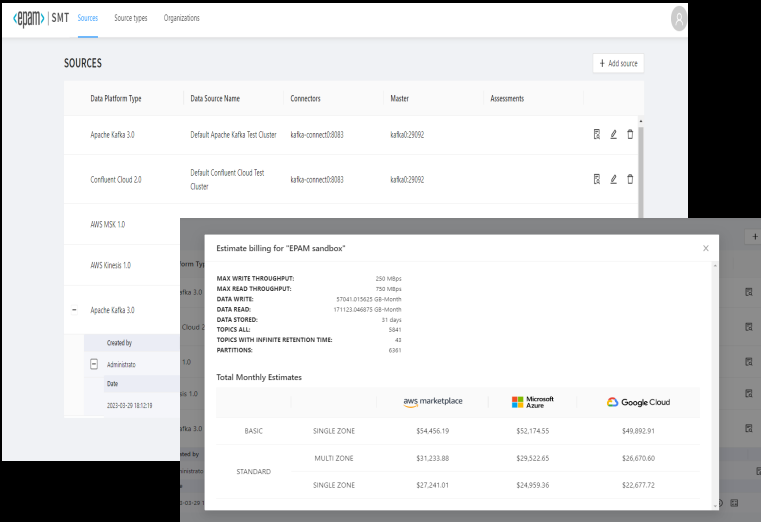 <epam> | SMT Sources Source types Organizations
SOURCES
+ Add source
Data Platform Type Data Source Name Connectors Master Assessments
Apache Kafka 3.0 Default Apache Kafka Test Cluster kafka-connect0:8083 kafka0:29092
Confluent Cloud 2.0 Default Confluent Cloud Test Cluster kafka-connect0:8083 kafka0:29092
AWS MSK 1.0
AWS Kinesis 1.0
Apache Kafka 3.0
Created by
Administrato
Date
2023-03-29 18:12:19
Estimate billing for "EPAM sandbox"
MAX WRITE THROUGHPUT: 250 MBps
MAX READ THROUGHPUT: 750 MBps
DATA WRITE: 57041.015625 GB-Month
DATA READ: 171123.046875 GB-Month
DATA STORED: 31 days
TOPICS ALL: 5841
TOPICS WITH INFINITE RETENTION TIME: 43
PARTITIONS: 6361
Total Monthly Estimates
aws marketplace Microsoft Azure Google Cloud
BASIC SINGLE ZONE $54,456.19 $52,174.55 $49,892.91
STANDARD
MULTI ZONE $31,233.88 $29,522.65 $26,670.60
SINGLE ZONE $27,241.01 $24,959.36 $22,677.72